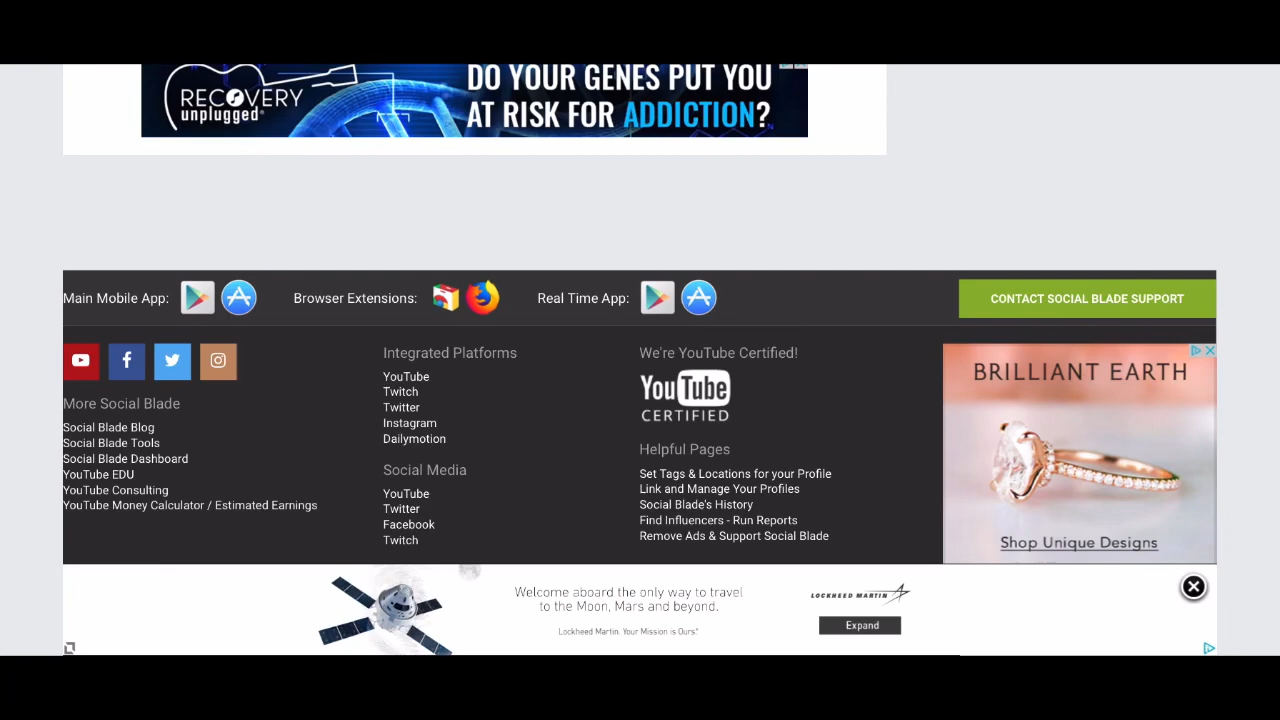 RECOVERY
unplugged®
DO YOUR GENES PUT YOU
AT RISK FOR ADDICTION?
Main Mobile App:
Browser Extensions:
Real Time App:
CONTACT SOCIAL BLADE SUPPORT
More Social Blade
Social Blade Blog
Social Blade Tools
Social Blade Dashboard
YouTube EDU
YouTube Consulting
YouTube Money Calculator / Estimated Earnings
Integrated Platforms
YouTube
Twitch
Twitter
Instagram
Dailymotion
Social Media
YouTube
Twitter
Facebook
Twitch
We're YouTube Certified!
YouTube
CERTIFIED
Helpful Pages
Set Tags & Locations for your Profile
Link and Manage Your Profiles
Social Blade's History
Find Influencers - Run Reports
Remove Ads & Support Social Blade
BRILLIANT EARTH
Shop Unique Designs
Welcome aboard the only way to travel
to the Moon, Mars and beyond.
Lockheed Martin. Your Mission is Ours.®
LOCKHEED MARTIN
Expand